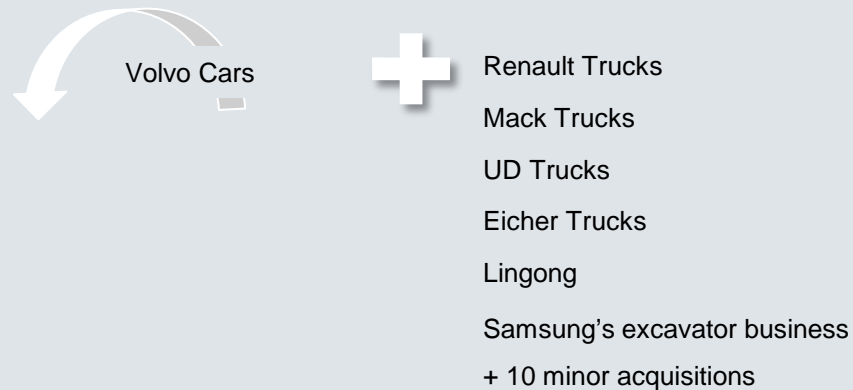 Volvo Cars
Renault Trucks
Mack Trucks
UD Trucks
Eicher Trucks
Lingong
Samsung’s excavator business
+ 10 minor acquisitions